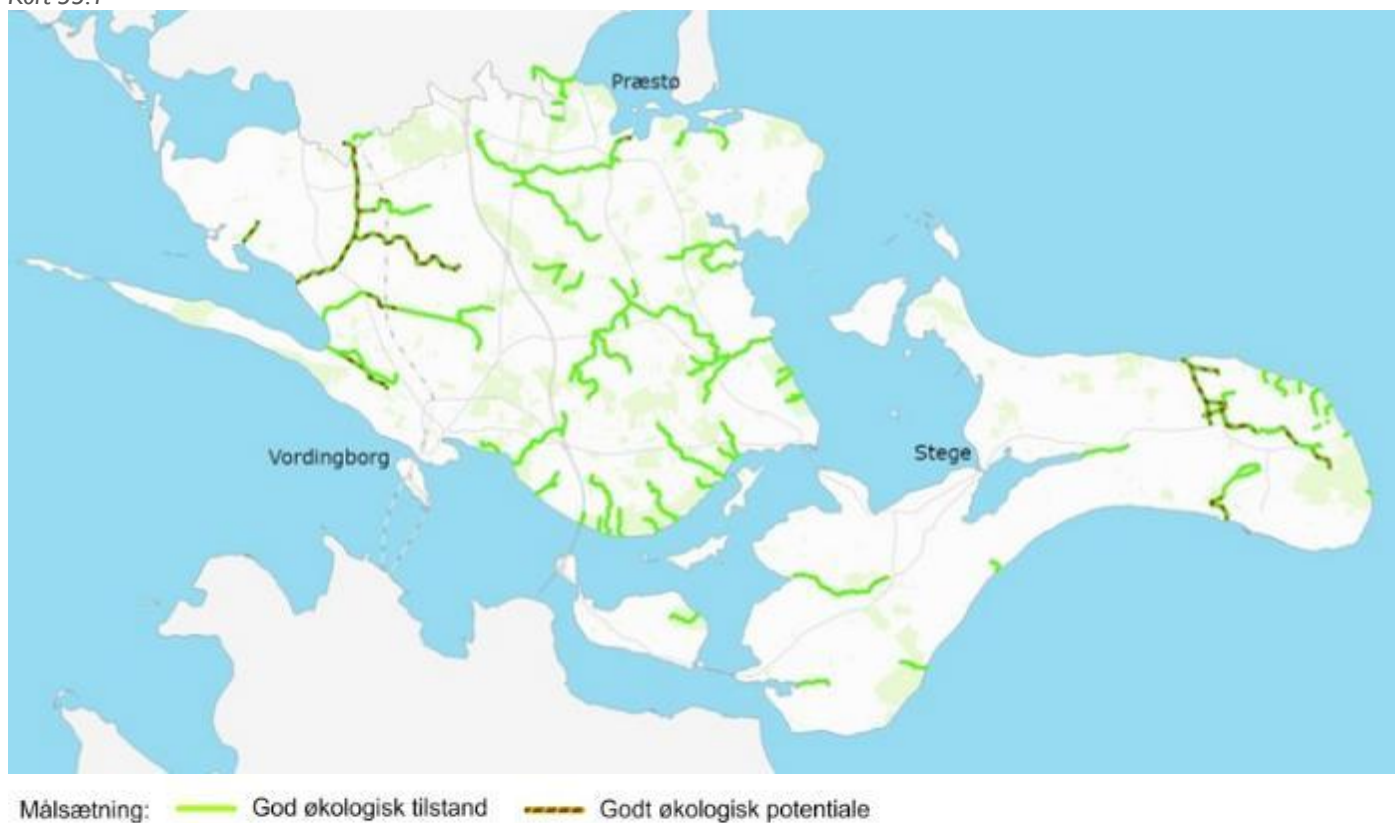 Præstø
Vordingborg
Stege
Målsætning: God økologisk tilstand Godt økologisk potentiale